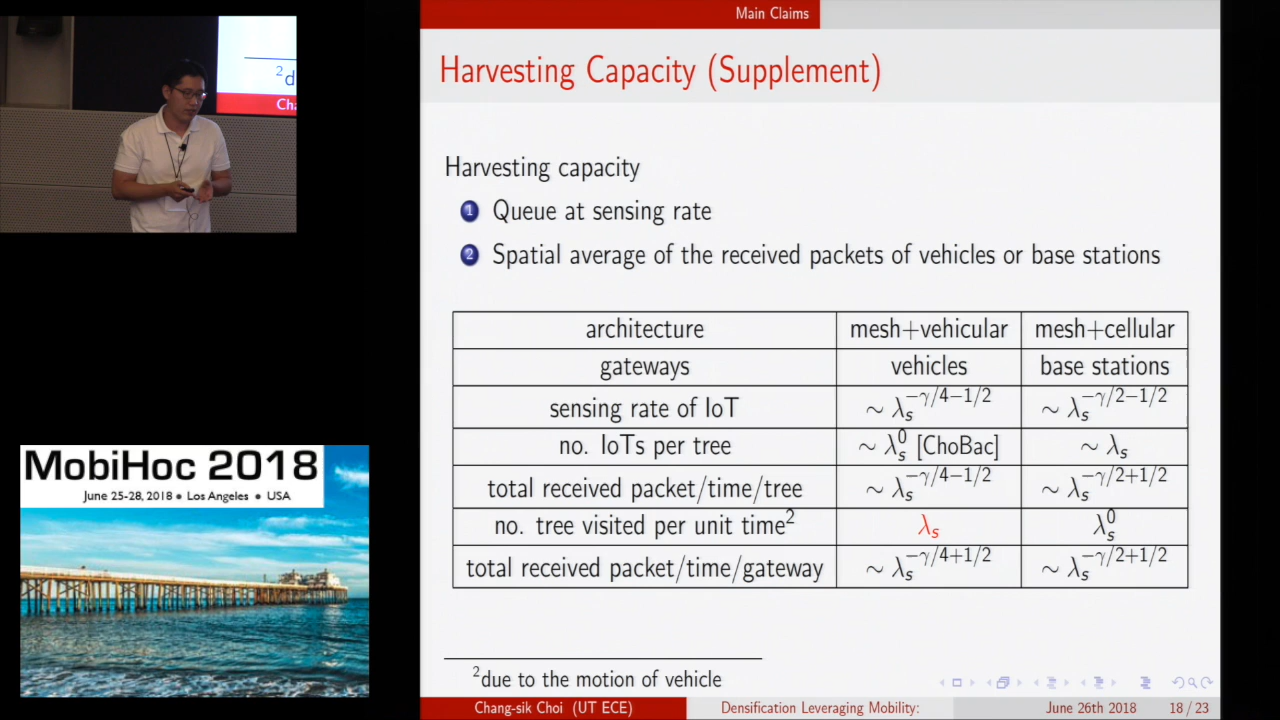 2d
Cha
Main Claims
Harvesting Capacity (Supplement)
Harvesting capacity
1 Queue at sensing rate
2 Spatial average of the received packets of vehicles or base stations
architecture mesh+vehicular mesh+cellular
gateways vehicles base stations
sensing rate of IoT ∼ λ_s^{−γ/4−1/2} ∼ λ_s^{−γ/2−1/2}
no. IoTs per tree ∼ λ_s^0 [ChoBac] ∼ λ_s
total received packet/time/tree ∼ λ_s^{−γ/4−1/2} ∼ λ_s^{−γ/2+1/2}
no. tree visited per unit time² λ_s λ_s^0
total received packet/time/gateway ∼ λ_s^{−γ/4+1/2} ∼ λ_s^{−γ/2+1/2}
²due to the motion of vehicle
Chang-sik Choi (UT ECE) Densification Leveraging Mobility: June 26th 2018 18 / 23
MobiHoc 2018
June 25-28, 2018 • Los Angeles • USA